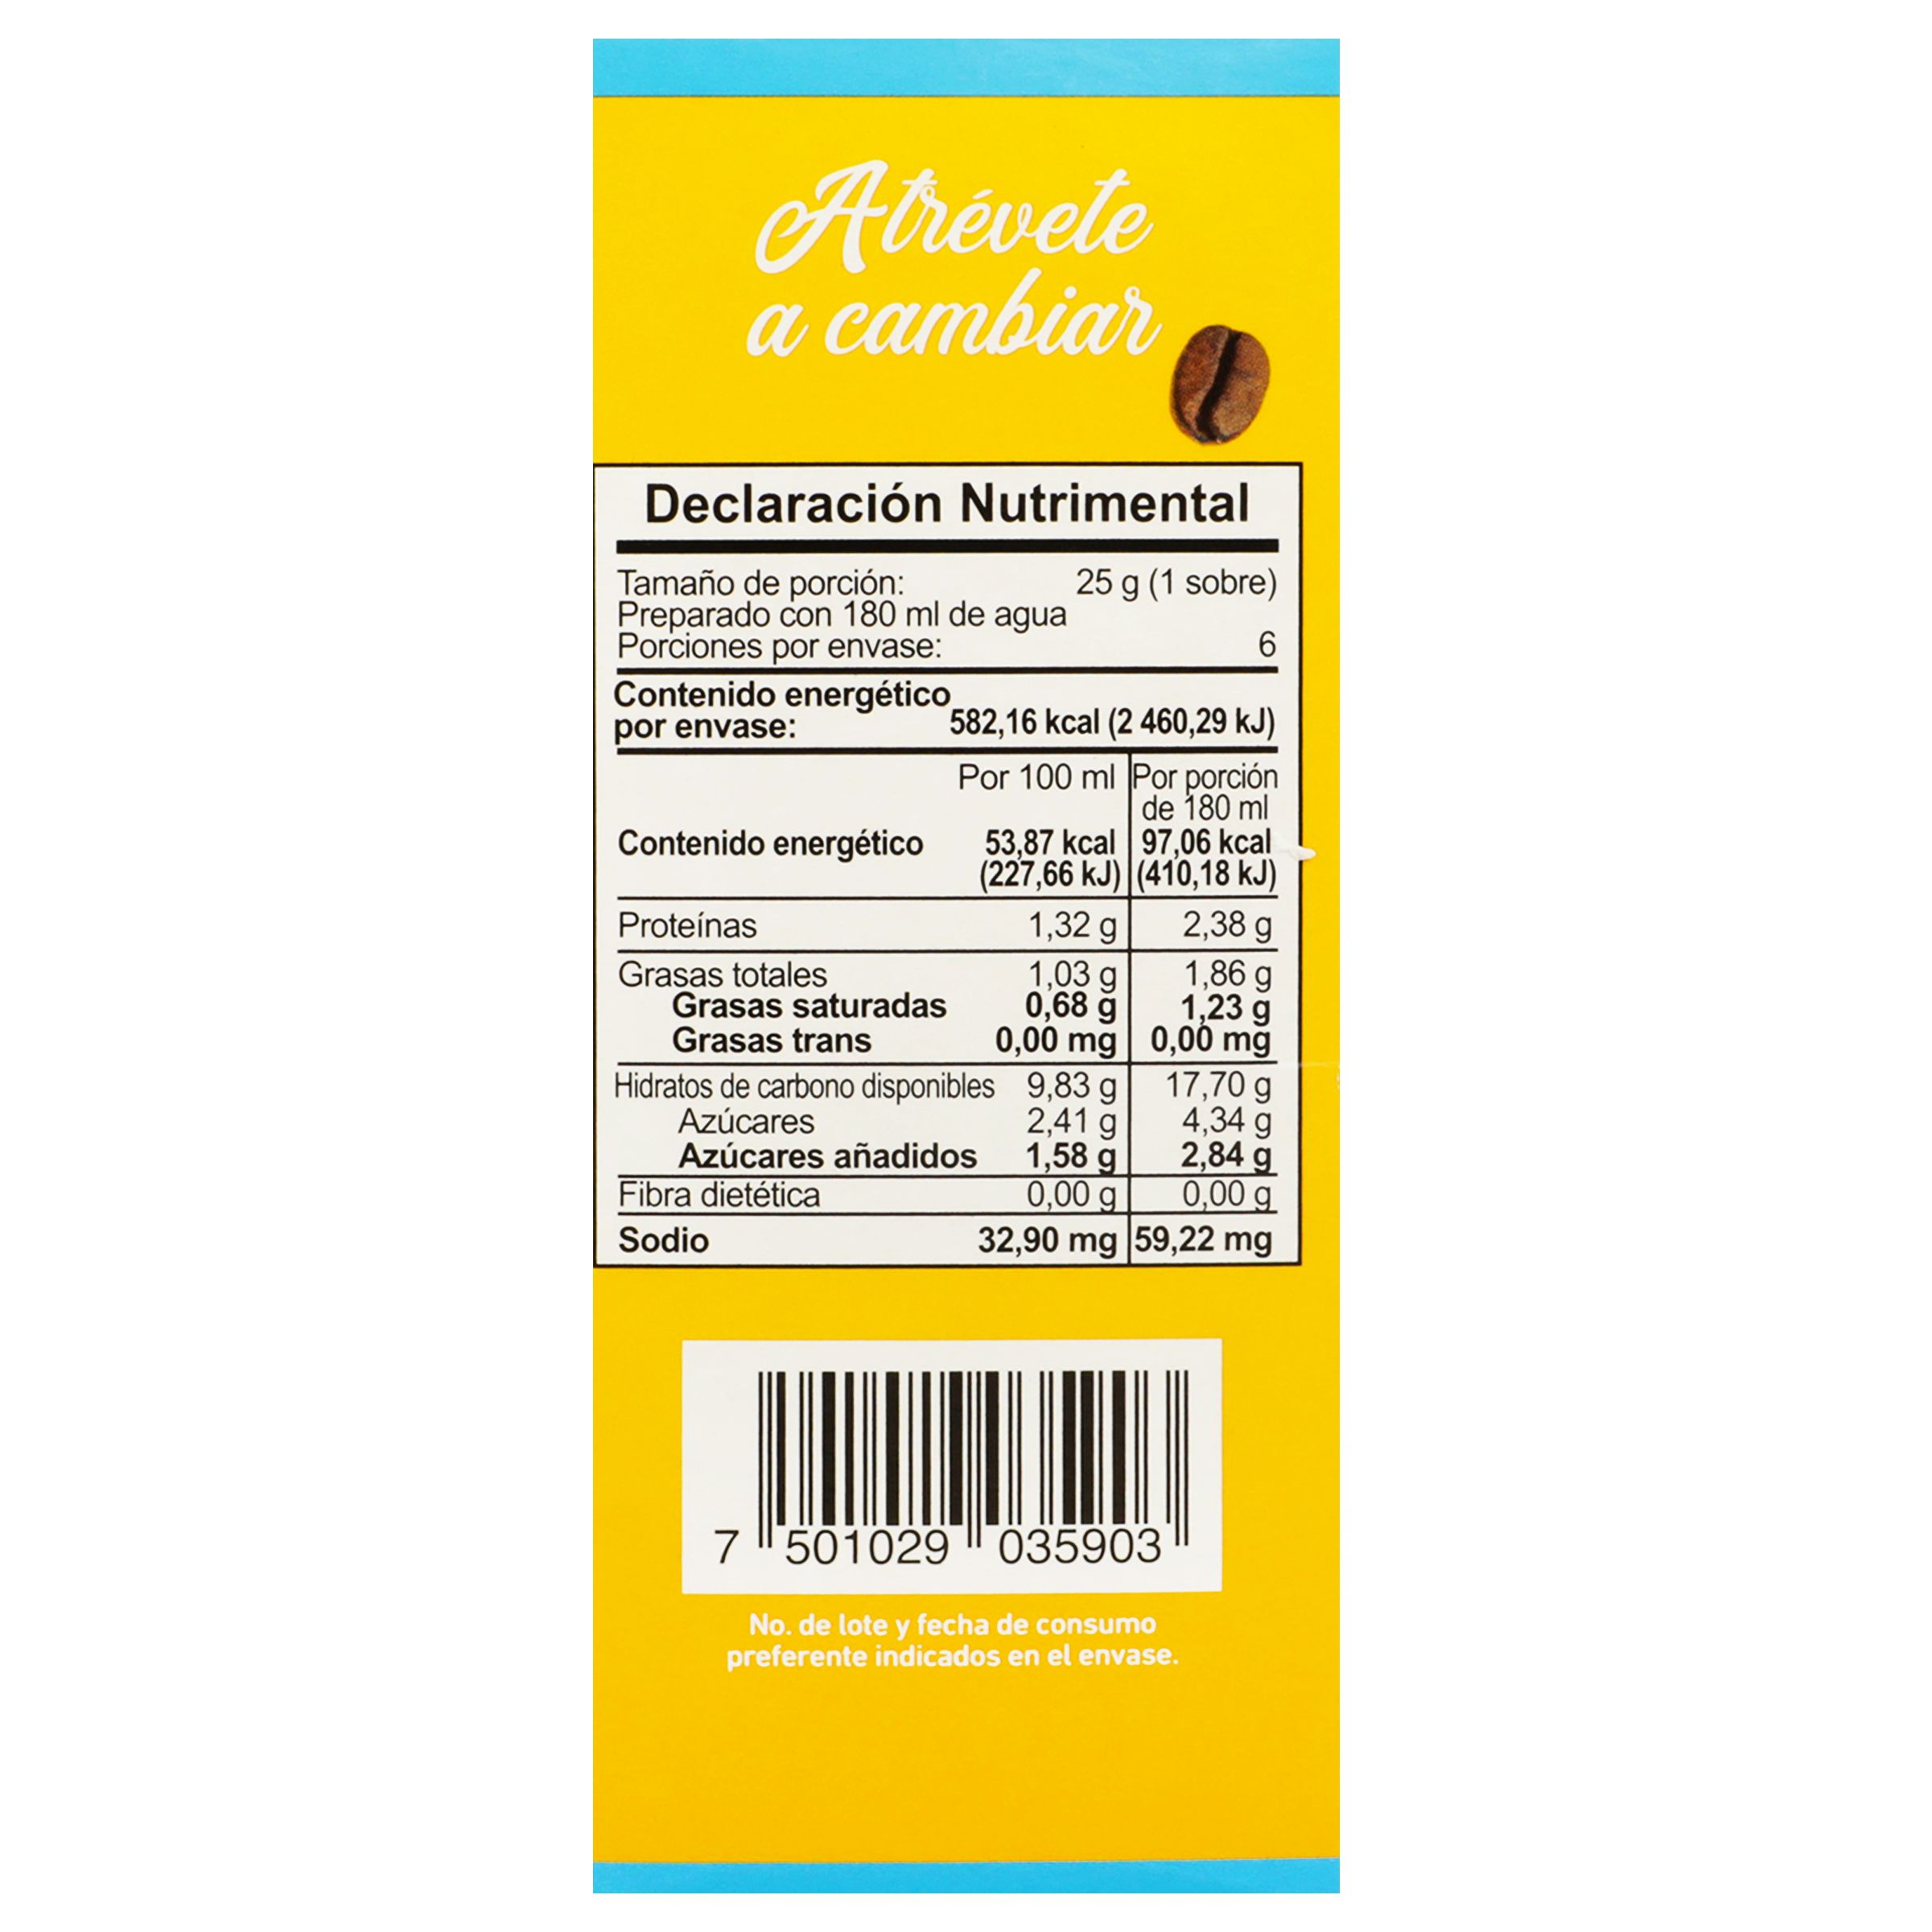 Atrévete
a cambiar
Declaración Nutrimental
Tamaño de porción: 25 g (1 sobre)
Preparado con 180 ml de agua
Porciones por envase: 6
Contenido energético
por envase: 582,16 kcal (2 460,29 kJ)
Por 100 ml Por porción
de 180 ml
Contenido energético 53,87 kcal 97,06 kcal
(227,66 kJ) (410,18 kJ)
Proteínas 1,32 g 2,38 g
Grasas totales 1,03 g 1,86 g
Grasas saturadas 0,68 g 1,23 g
Grasas trans 0,00 mg 0,00 mg
Hidratos de carbono disponibles 9,83 g 17,70 g
Azúcares 2,41 g 4,34 g
Azúcares añadidos 1,58 g 2,84 g
Fibra dietética 0,00 g 0,00 g
Sodio 32,90 mg 59,22 mg
7 501029 035903
No. de lote y fecha de consumo
preferente indicados en el envase.